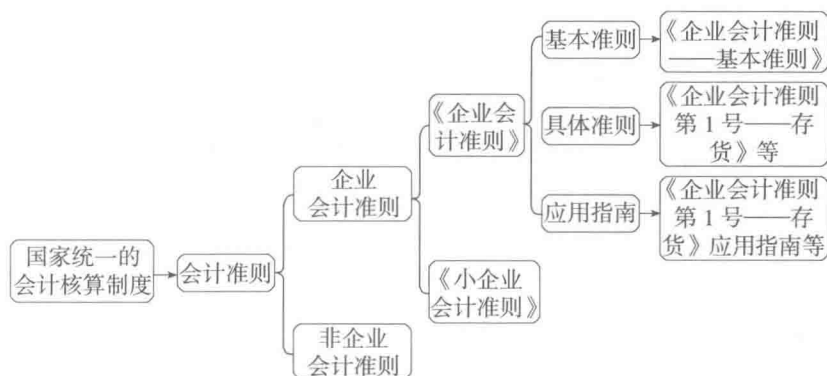 国家统一的
会计核算制度
会计准则
企业
会计准则
非企业
会计准则
《企业会
计准则》
《小企业
会计准则》
基本准则
具体准则
应用指南
《企业会计准则
——基本准则》
《企业会计准则
第1号——存
货》等
《企业会计准则
第1号——存
货》应用指南等